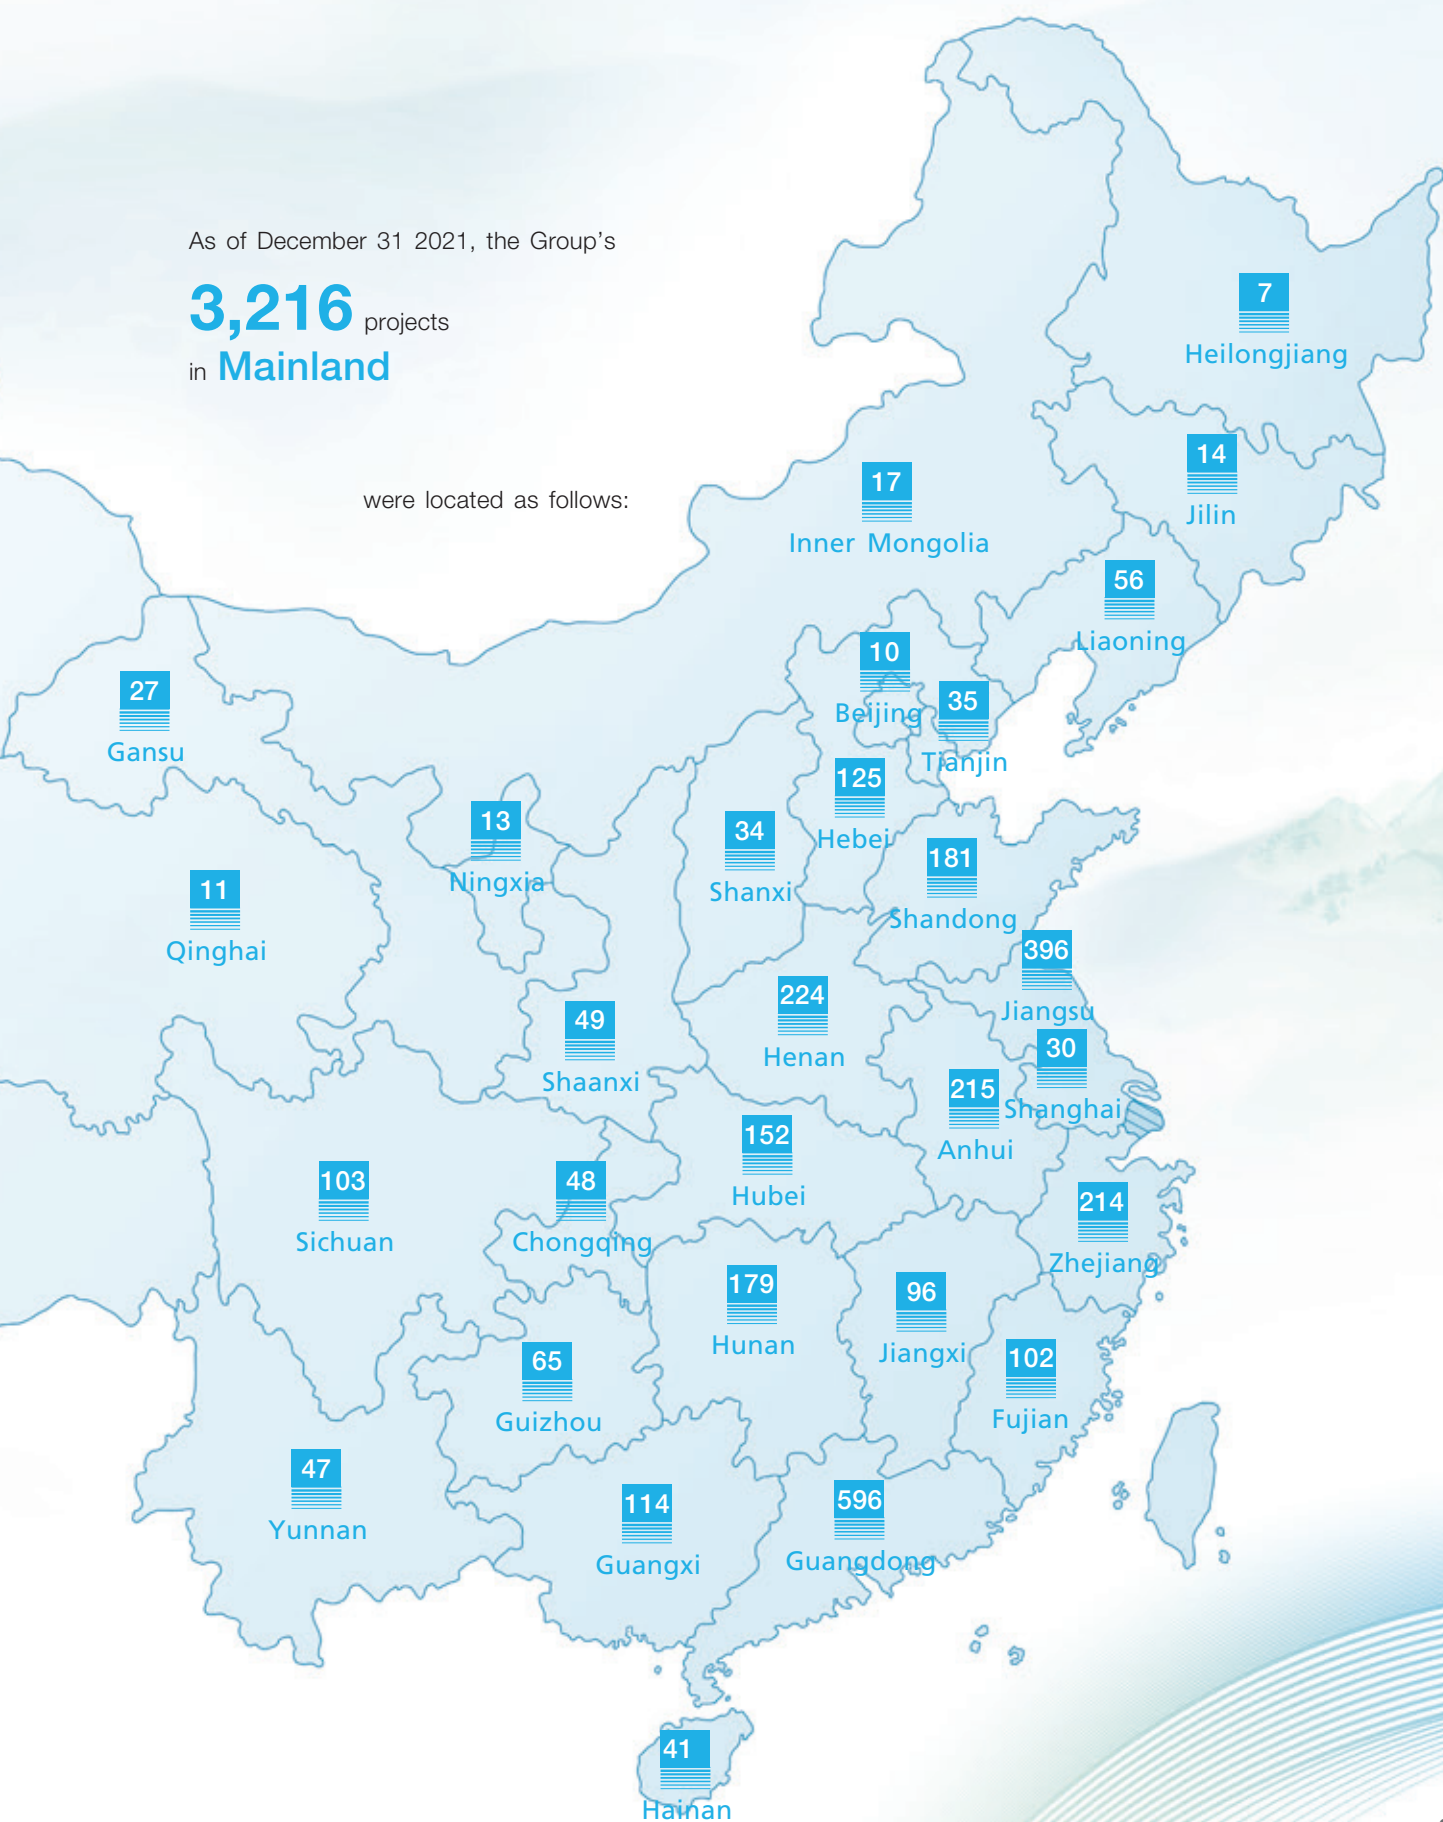 As of December 31 2021, the Group's
3,216 projects
in Mainland
were located as follows:
7
Heilongjiang
14
Jilin
17
Inner Mongolia
56
Liaoning
10
Beijing
35
Tianjin
27
Gansu
125
Hebei
13
Ningxia
34
Shanxi
181
Shandong
11
Qinghai
396
Jiangsu
224
Henan
49
Shaanxi
30
Shanghai
215
Anhui
152
Hubei
103
Sichuan
48
Chongqing
214
Zhejiang
179
Hunan
96
Jiangxi
102
Fujian
65
Guizhou
47
Yunnan
114
Guangxi
596
Guangdong
41
Hainan